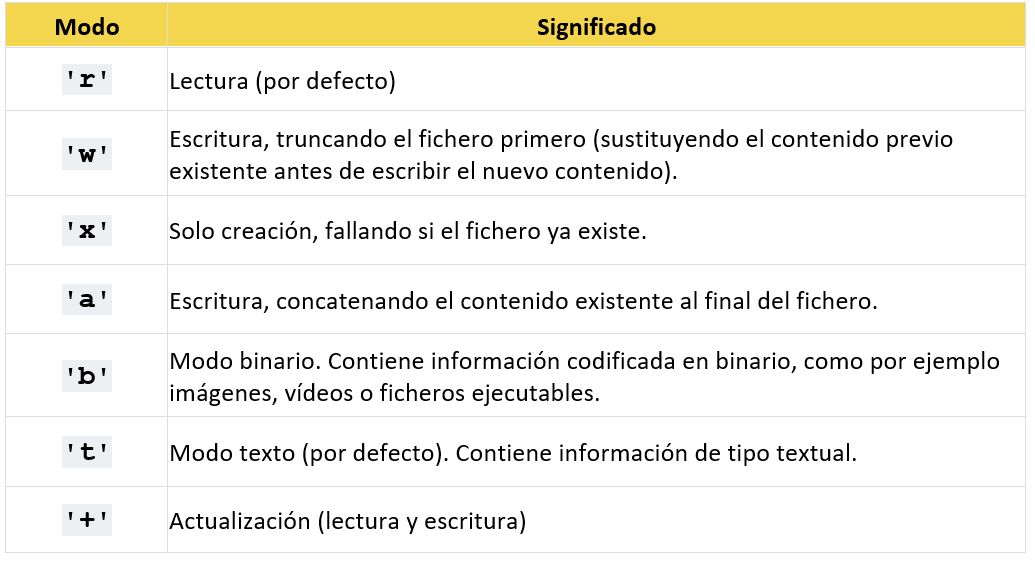 Modo Significado
'r' Lectura (por defecto)
'w' Escritura, truncando el fichero primero (sustituyendo el contenido previo
existente antes de escribir el nuevo contenido).
'x' Solo creación, fallando si el fichero ya existe.
'a' Escritura, concatenando el contenido existente al final del fichero.
'b' Modo binario. Contiene información codificada en binario, como por ejemplo
imágenes, vídeos o ficheros ejecutables.
't' Modo texto (por defecto). Contiene información de tipo textual.
'+' Actualización (lectura y escritura)